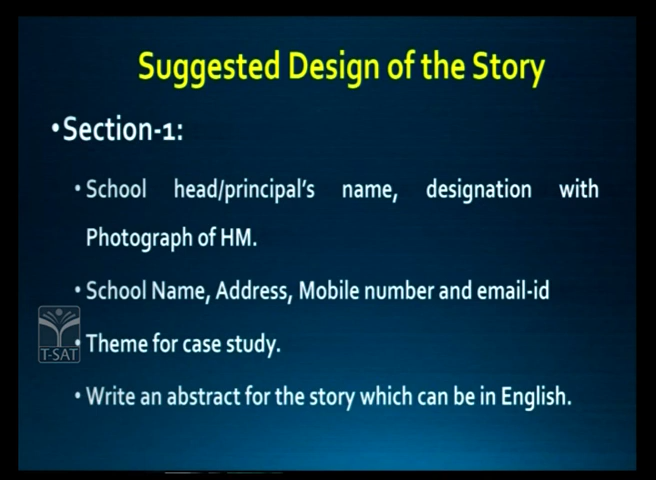 Suggested Design of the Story
•Section-1:
• School head/principal's name, designation with
Photograph of HM.
• School Name, Address, Mobile number and email-id
• Theme for case study.
• Write an abstract for the story which can be in English.
T-SAT